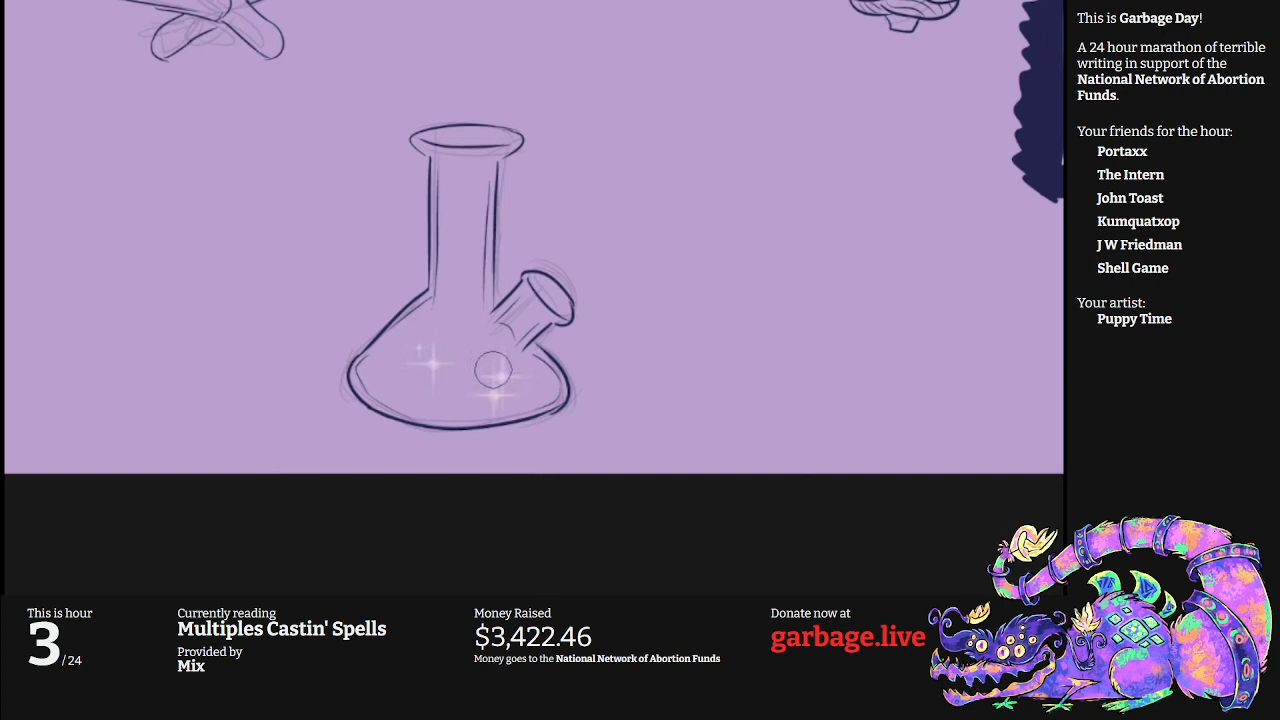 This is Garbage Day!
A 24 hour marathon of terrible
writing in support of the
National Network of Abortion
Funds.
Your friends for the hour:
Portaxx
The Intern
John Toast
Kumquatxop
J W Friedman
Shell Game
Your artist:
Puppy Time
This is hour
3/24
Currently reading
Multiples Castin' Spells
Provided by
Mix
Money Raised
$3,422.46
Money goes to the National Network of Abortion Funds
Donate now at
garbage.live